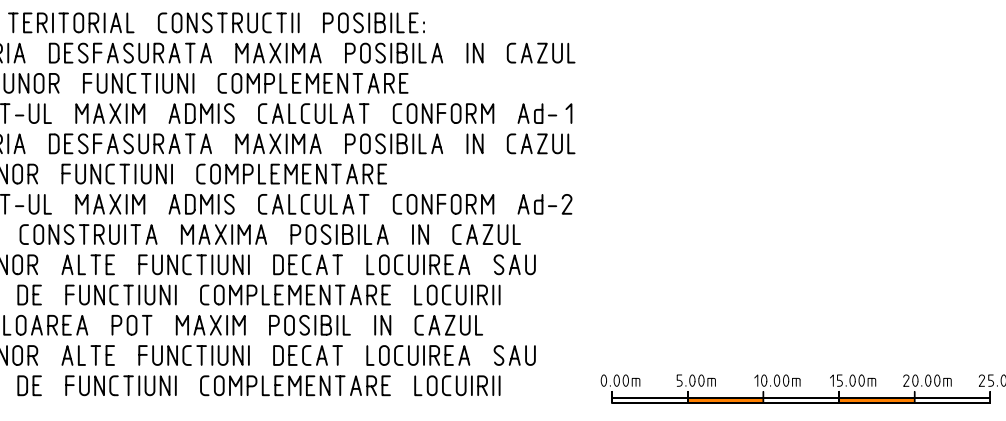 TERITORIAL CONSTRUCTII POSIBILE:
RIA DESFASURATA MAXIMA POSIBILA IN CAZUL
UNOR FUNCTIUNI COMPLEMENTARE
T-UL MAXIM ADMIS CALCULAT CONFORM Ad-1
RIA DESFASURATA MAXIMA POSIBILA IN CAZUL
NOR FUNCTIUNI COMPLEMENTARE
T-UL MAXIM ADMIS CALCULAT CONFORM Ad-2
CONSTRUITA MAXIMA POSIBILA IN CAZUL
NOR ALTE FUNCTIUNI DECAT LOCUIREA SAU
DE FUNCTIUNI COMPLEMENTARE LOCUIRII
LOAREA POT MAXIM POSIBIL IN CAZUL
NOR ALTE FUNCTIUNI DECAT LOCUIREA SAU
DE FUNCTIUNI COMPLEMENTARE LOCUIRII
0.00m 5.00m 10.00m 15.00m 20.00m 25.0